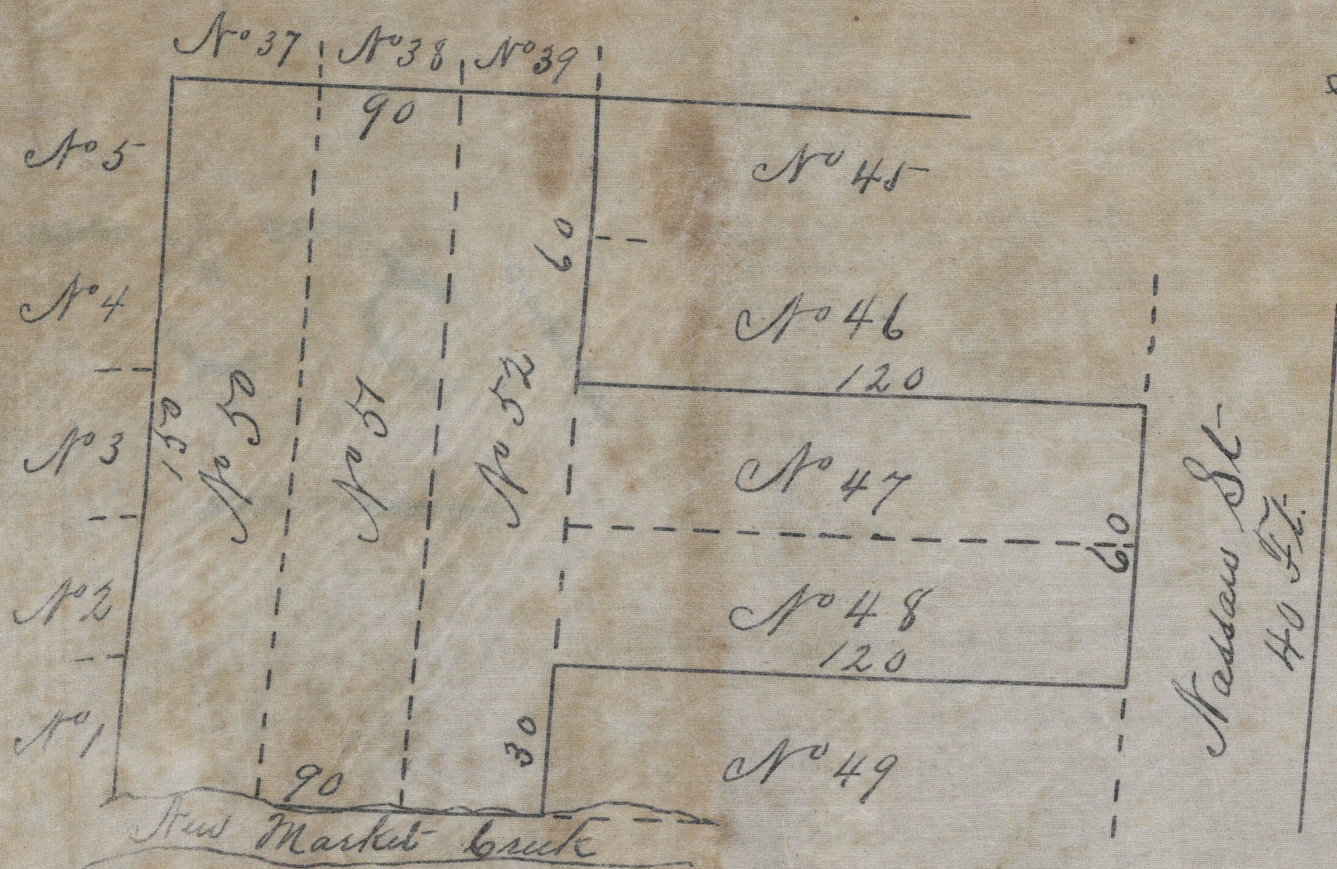 No 37
No 38
No 39
90
No 5
No 45
60
No 4
No 46
120
No 50
No 51
No 52
150
No 3
No 47
60
Nassau St
40 Ft.
No 2
No 48
120
No 1
30
No 49
90
New Market Creek